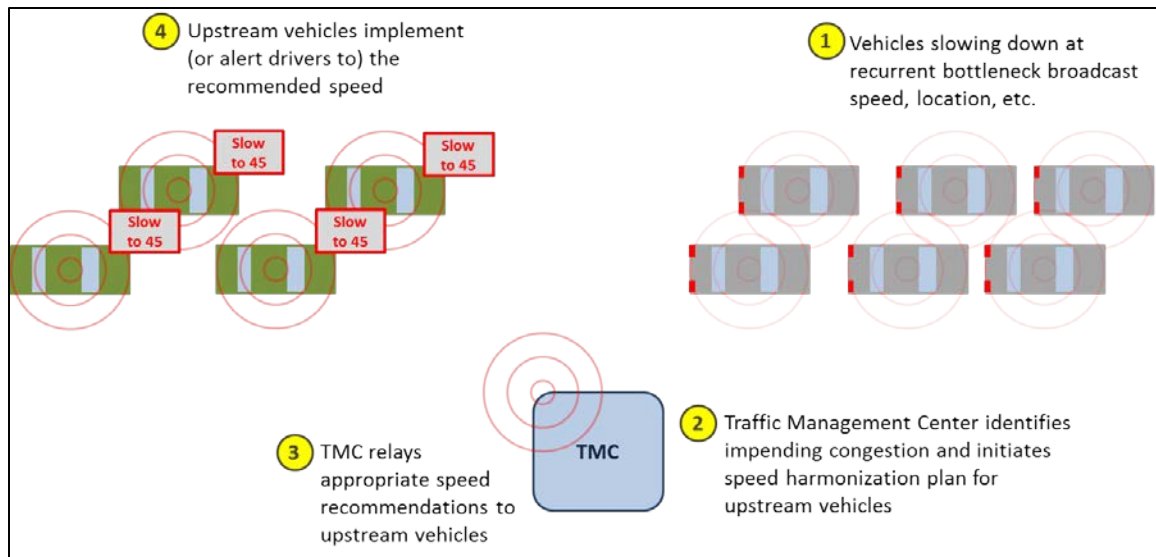 4
Upstream vehicles implement
(or alert drivers to) the
recommended speed
1
Vehicles slowing down at
recurrent bottleneck broadcast
speed, location, etc.
Slow
to 45
Slow
to 45
Slow
to 45
Slow
to 45
3
TMC relays
appropriate speed
recommendations to
upstream vehicles
TMC
2
Traffic Management Center identifies
impending congestion and initiates
speed harmonization plan for
upstream vehicles